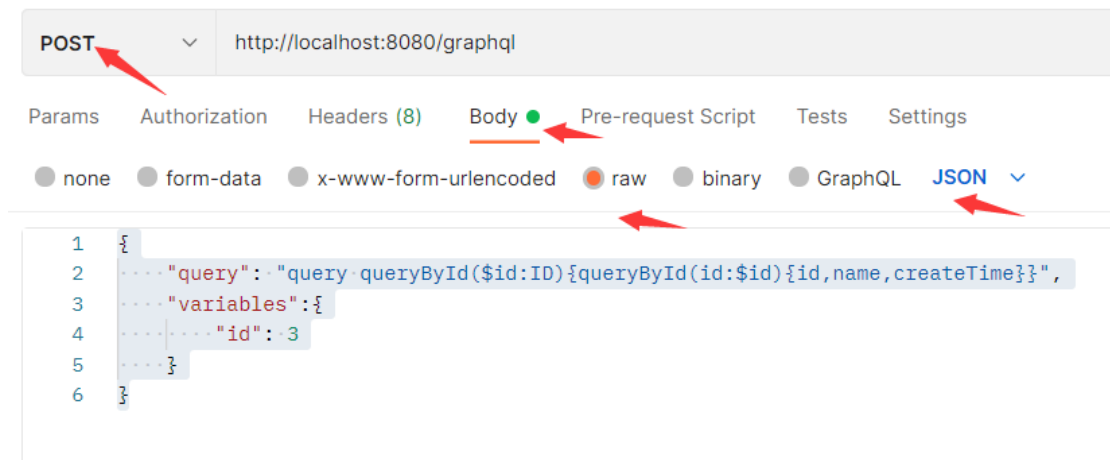 POST http://localhost:8080/graphql
Params Authorization Headers (8) Body Pre-request Script Tests Settings
none form-data x-www-form-urlencoded raw binary GraphQL JSON
1 {
2 "query": "query queryById($id:ID){queryById(id:$id){id,name,createTime}}",
3 "variables":{
4 "id": 3
5 }
6 }